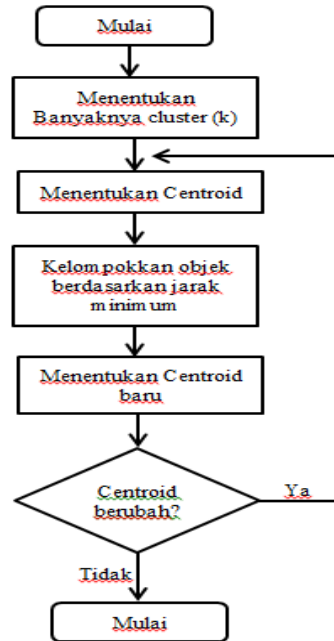 Mulai
Menentukan
Banyaknya cluster (k)
Menentukan Centroid
Kelompokkan objek
berdasarkan jarak
minimum
Menentukan Centroid
baru
Centroid
berubah?
Ya
Tidak
Mulai